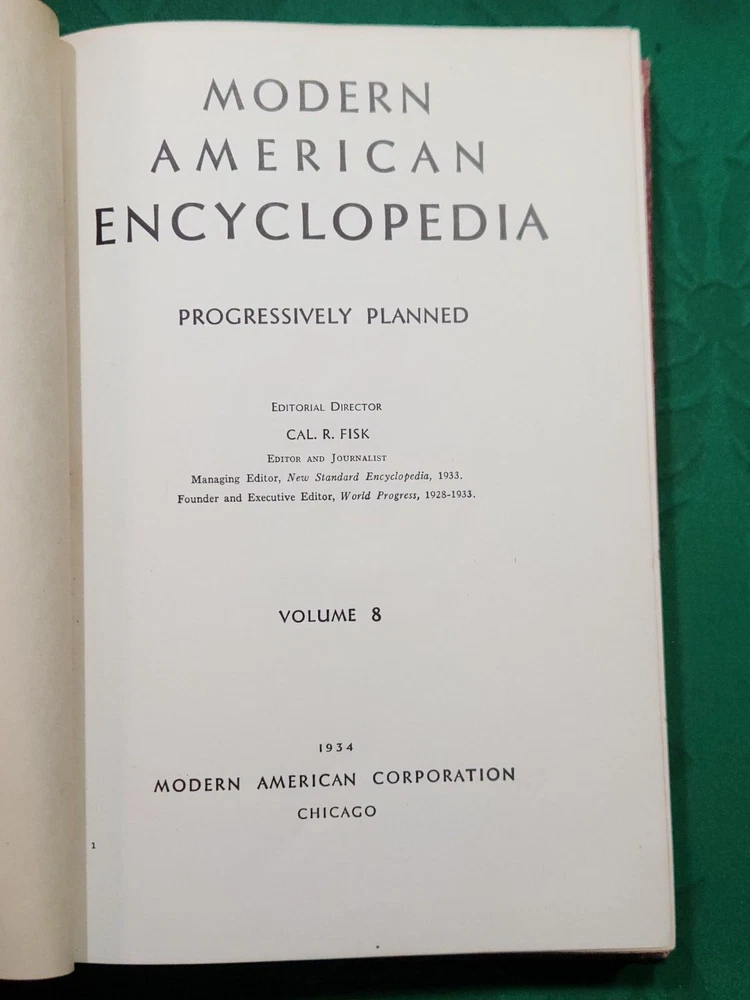 MODERN
AMERICAN
ENCYCLOPEDIA
PROGRESSIVELY PLANNED
EDITORIAL DIRECTOR
CAL. R. FISK
EDITOR AND JOURNALIST
Managing Editor, New Standard Encyclopedia, 1933.
Founder and Executive Editor, World Progress, 1928-1933.
VOLUME 8
1934
MODERN AMERICAN CORPORATION
CHICAGO
1